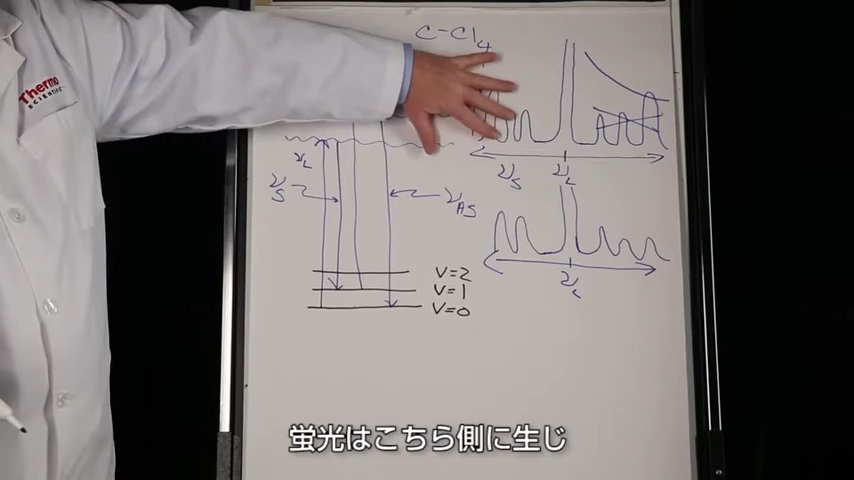 C-Cl4
Thermo
SCIENTIFIC
νL
νS
νS
νL
νAS
V=2
V=1
V=0
νL
蛍光はこちら側に生じ